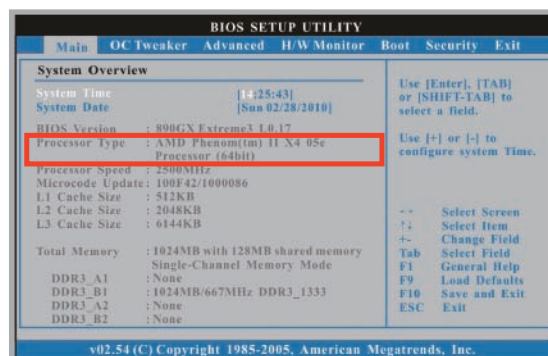 BIOS SETUP UTILITY
Main OC Tweaker Advanced H/W Monitor Boot Security Exit
System Overview
System Time [14:25:43]
System Date [Sun 02/28/2010]
BIOS Version : 890GX Extreme3 L0.17
Processor Type : AMD Phenom(tm) II X4 05e
Processor (64bit)
Processor Speed : 2500MHz
Microcode Update : 100F42/1000086
L1 Cache Size : 512KB
L2 Cache Size : 2048KB
L3 Cache Size : 6144KB
Total Memory : 1024MB with 128MB shared memory
Single-Channel Memory Mode
DDR3_A1 : None
DDR3_B1 : 1024MB/667MHz DDR3_1333
DDR3_A2 : None
DDR3_B2 : None
Use [Enter], [TAB]
or [SHIFT-TAB] to
select a field.
Use [+] or [-] to
configure system Time.
Select Screen
Select Item
+- Change Field
Tab Select Field
F1 General Help
F9 Load Defaults
F10 Save and Exit
ESC Exit
v02.54 (C) Copyright 1985-2005, American Megatrends, Inc.